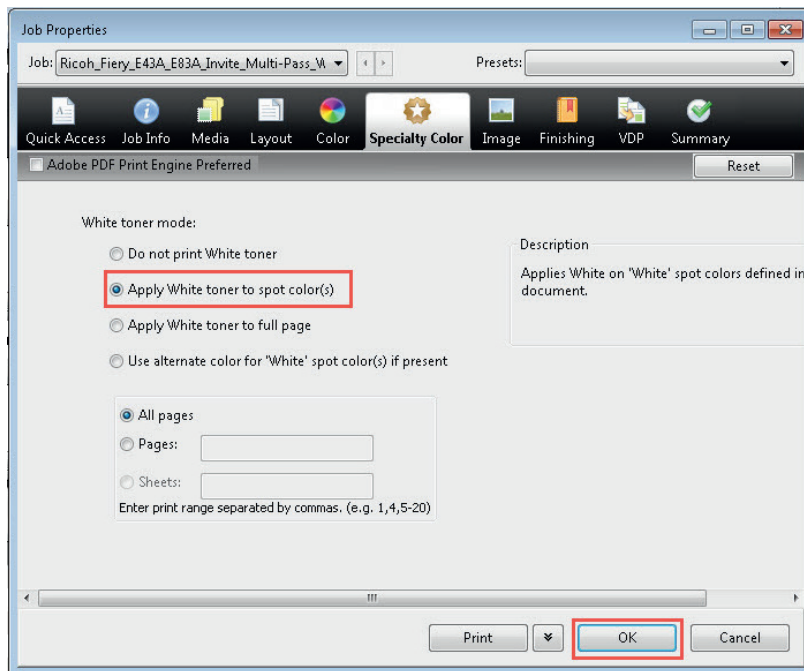 Job Properties
Job: Ricoh_Fiery_E43A_E83A_Invite_Multi-Pass_W Presets:
Quick Access Job Info Media Layout Color Specialty Color Image Finishing VDP Summary
Adobe PDF Print Engine Preferred Reset
White toner mode:
Do not print White toner
Description
Apply White toner to spot color(s)
Applies White on 'White' spot colors defined in
document.
Apply White toner to full page
Use alternate color for 'White' spot color(s) if present
All pages
Pages:
Sheets:
Enter print range separated by commas. (e.g. 1,4,5-20)
Print OK Cancel